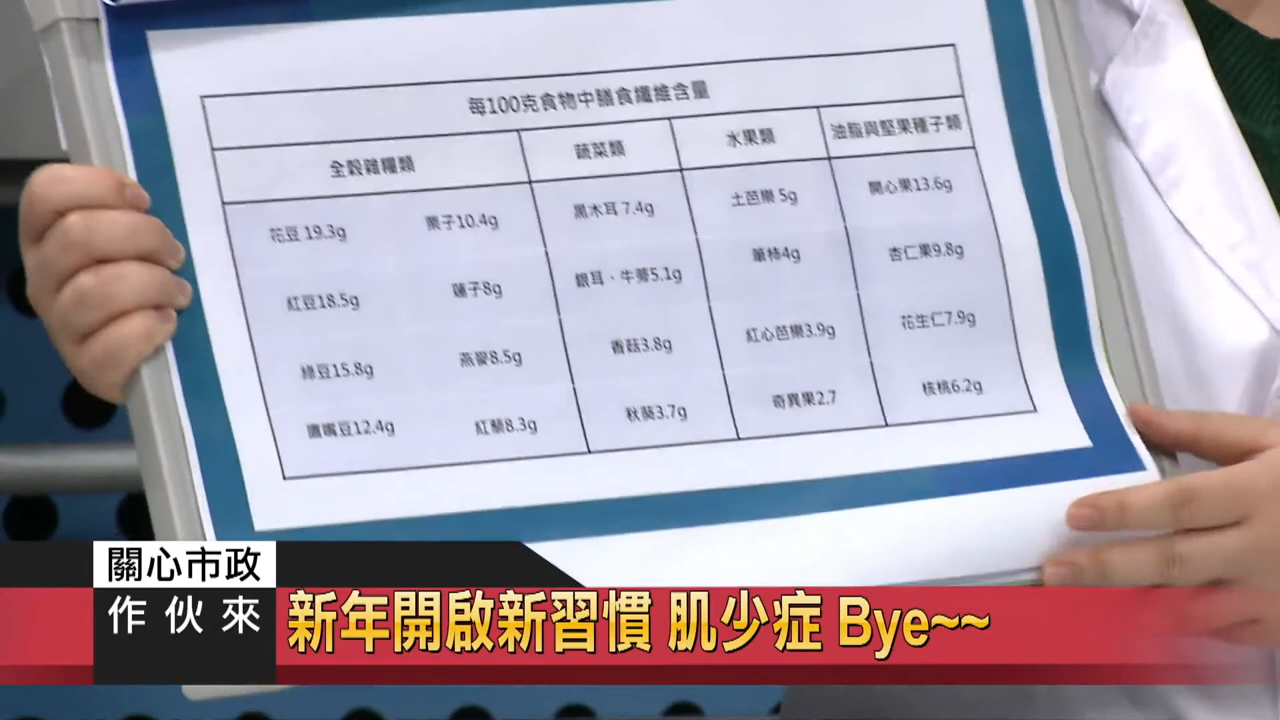 每100克食物中膳食纖維含量
全穀雜糧類 蔬菜類 水果類 油脂與堅果種子類
花豆 19.3g 栗子10.4g 黑木耳 7.4g 土芭樂 5g 開心果13.6g
紅豆18.5g 蓮子8g 銀耳、牛蒡5.1g 筆柿4g 杏仁果9.8g
綠豆15.8g 燕麥8.5g 香菇3.8g 紅心芭樂3.9g 花生仁7.9g
鷹嘴豆12.4g 紅藜8.3g 秋葵3.7g 奇異果2.7 核桃6.2g
關心市政
作伙來
新年開啟新習慣 肌少症 Bye~~